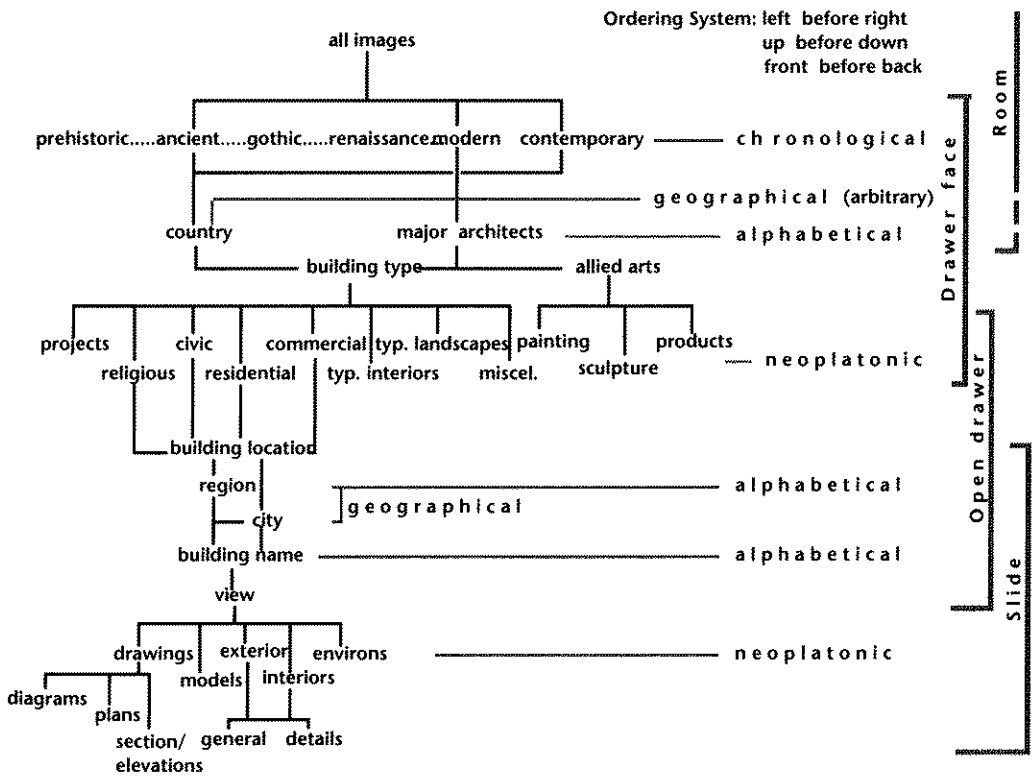 Ordering System: left before right
up before down
front before back
all images
prehistoric.....ancient.....gothic.....renaissance..modern contemporary
chronological
geographical (arbitrary)
country
major architects
alphabetical
building type
allied arts
projects
civic
commercial
typ. landscapes
painting
products
religious
residential
typ. interiors
miscel.
sculpture
neoplatonic
building location
region
alphabetical
geographical
city
building name
alphabetical
view
drawings
exterior
environs
neoplatonic
models
interiors
diagrams
plans
section/
elevations
general
details
Room
Drawer face
Open drawer
Slide